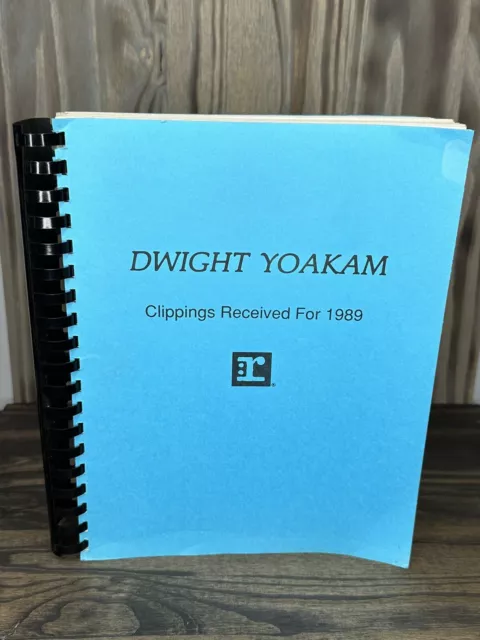 DWIGHT YOAKAM
Clippings Received For 1989
r